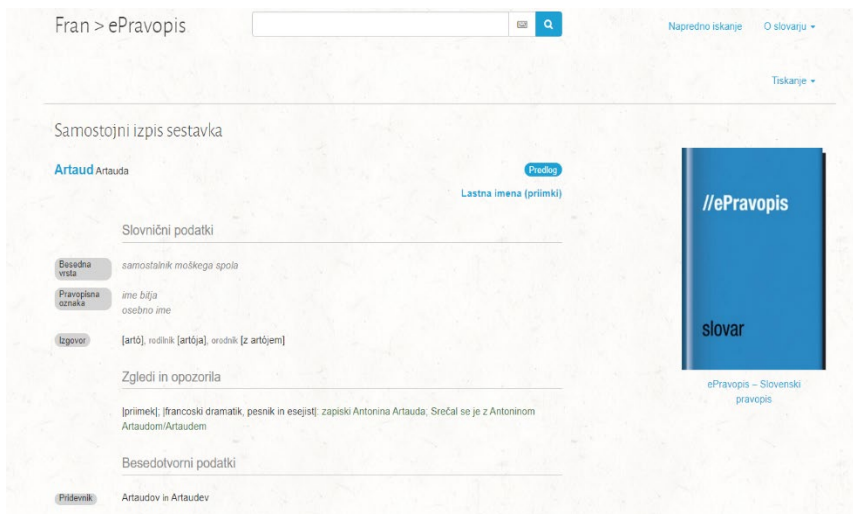 Fran > ePravopis
Napredno iskanje
O slovarju
Tiskanje
Samostojni izpis sestavka
Artaud Artauda
Predlog
Lastna imena (priimki)
Slovnični podatki
Besedna
vrsta
samostalnik moškega spola
Pravopisna
oznaka
ime bitja
osebno ime
Izgovor
[artó], rodilnik [artója], orodnik [z artójem]
Zgledi in opozorila
|priimek|; |francoski dramatik, pesnik in esejist|: zapiski Antonina Artauda; Srečal se je z Antoninom
Artaudom/Artaudem
Besedotvorni podatki
Pridevnik
Artaudov in Artaudev
//ePravopis
slovar
ePravopis – Slovenski
pravopis